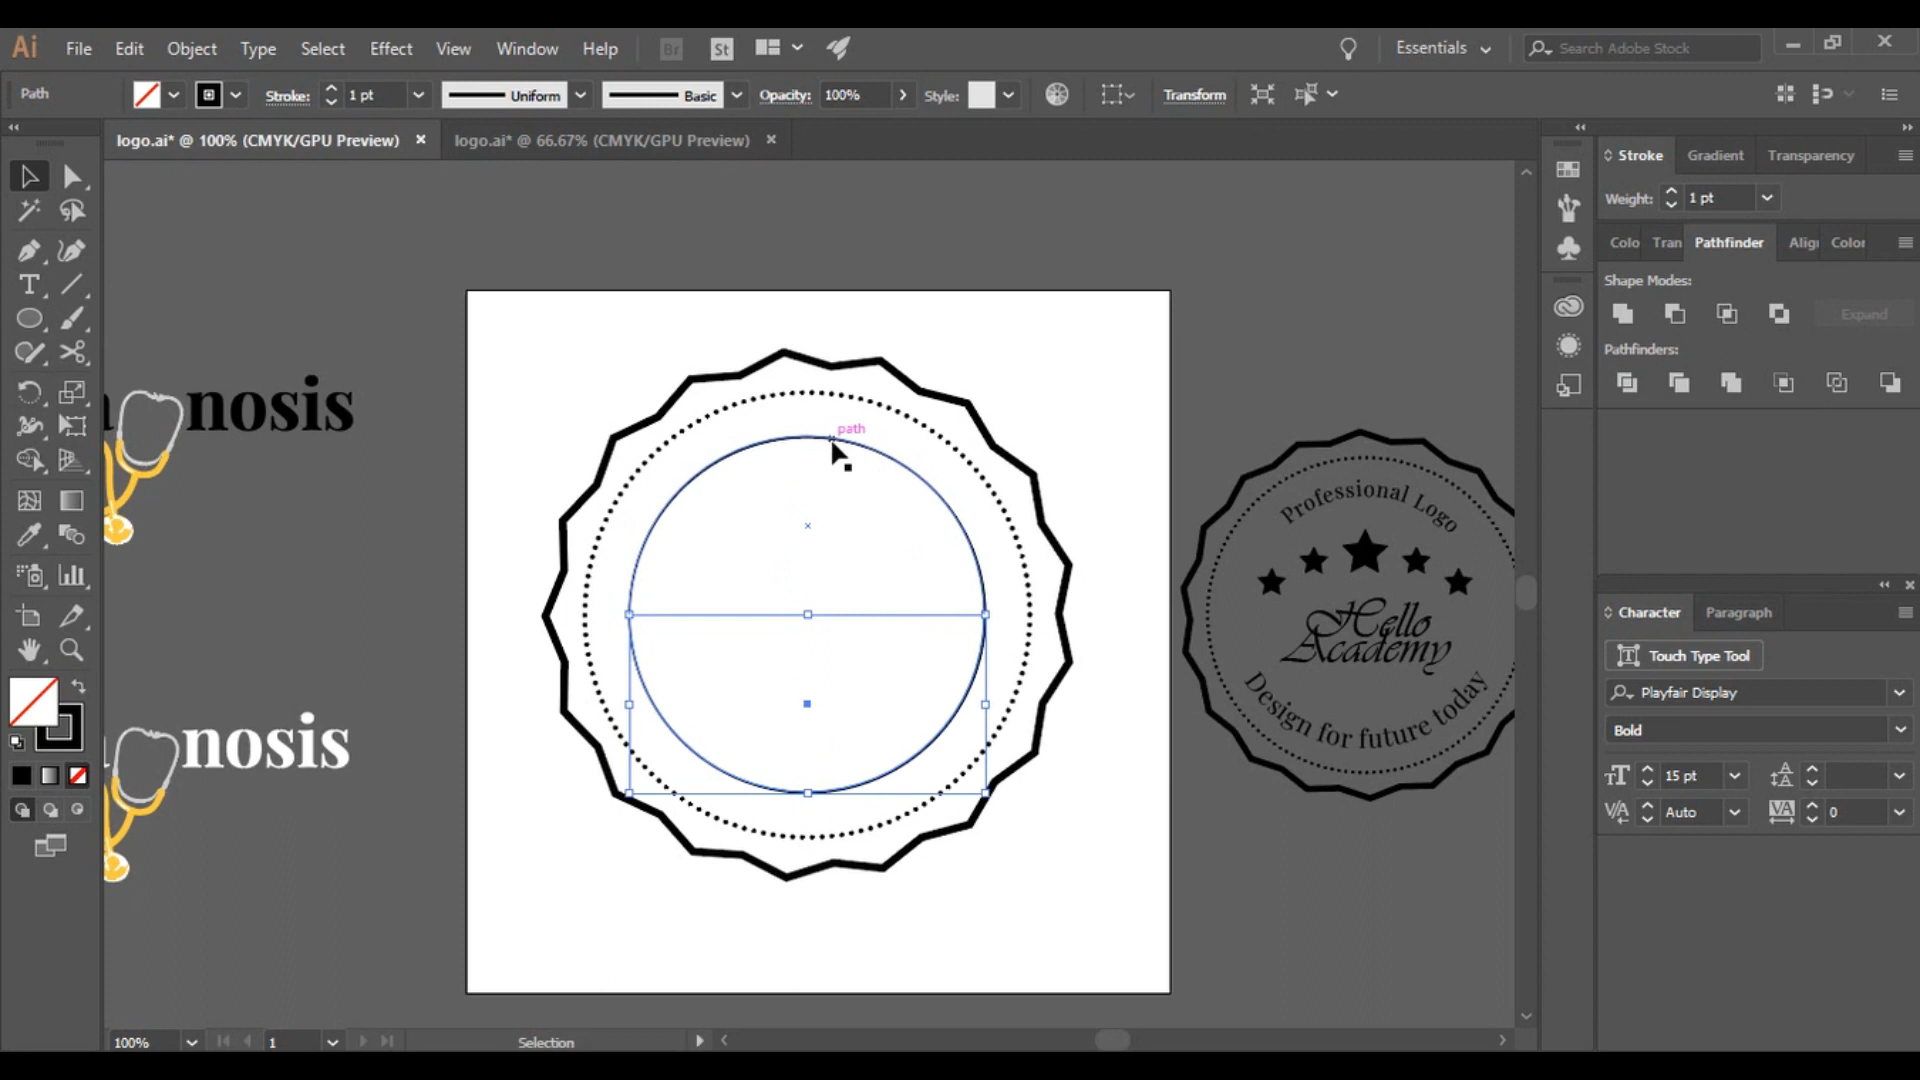 Ai File Edit Object Type Select Effect View Window Help Br St Essentials Search Adobe Stock
Path Stroke: 1 pt Uniform Basic Opacity: 100% Style: Transform
logo.ai* @ 100% (CMYK/GPU Preview) × logo.ai* @ 66.67% (CMYK/GPU Preview) ×
Stroke Gradient Transparency
Weight: 1 pt
Colo Tran Pathfinder Align Color
Shape Modes:
Expand
Pathfinders:
nosis
path
Professional Logo
Hello
Academy
Design for future today
nosis
Character Paragraph
Touch Type Tool
Playfair Display
Bold
15 pt
Auto 0
100% 1 Selection